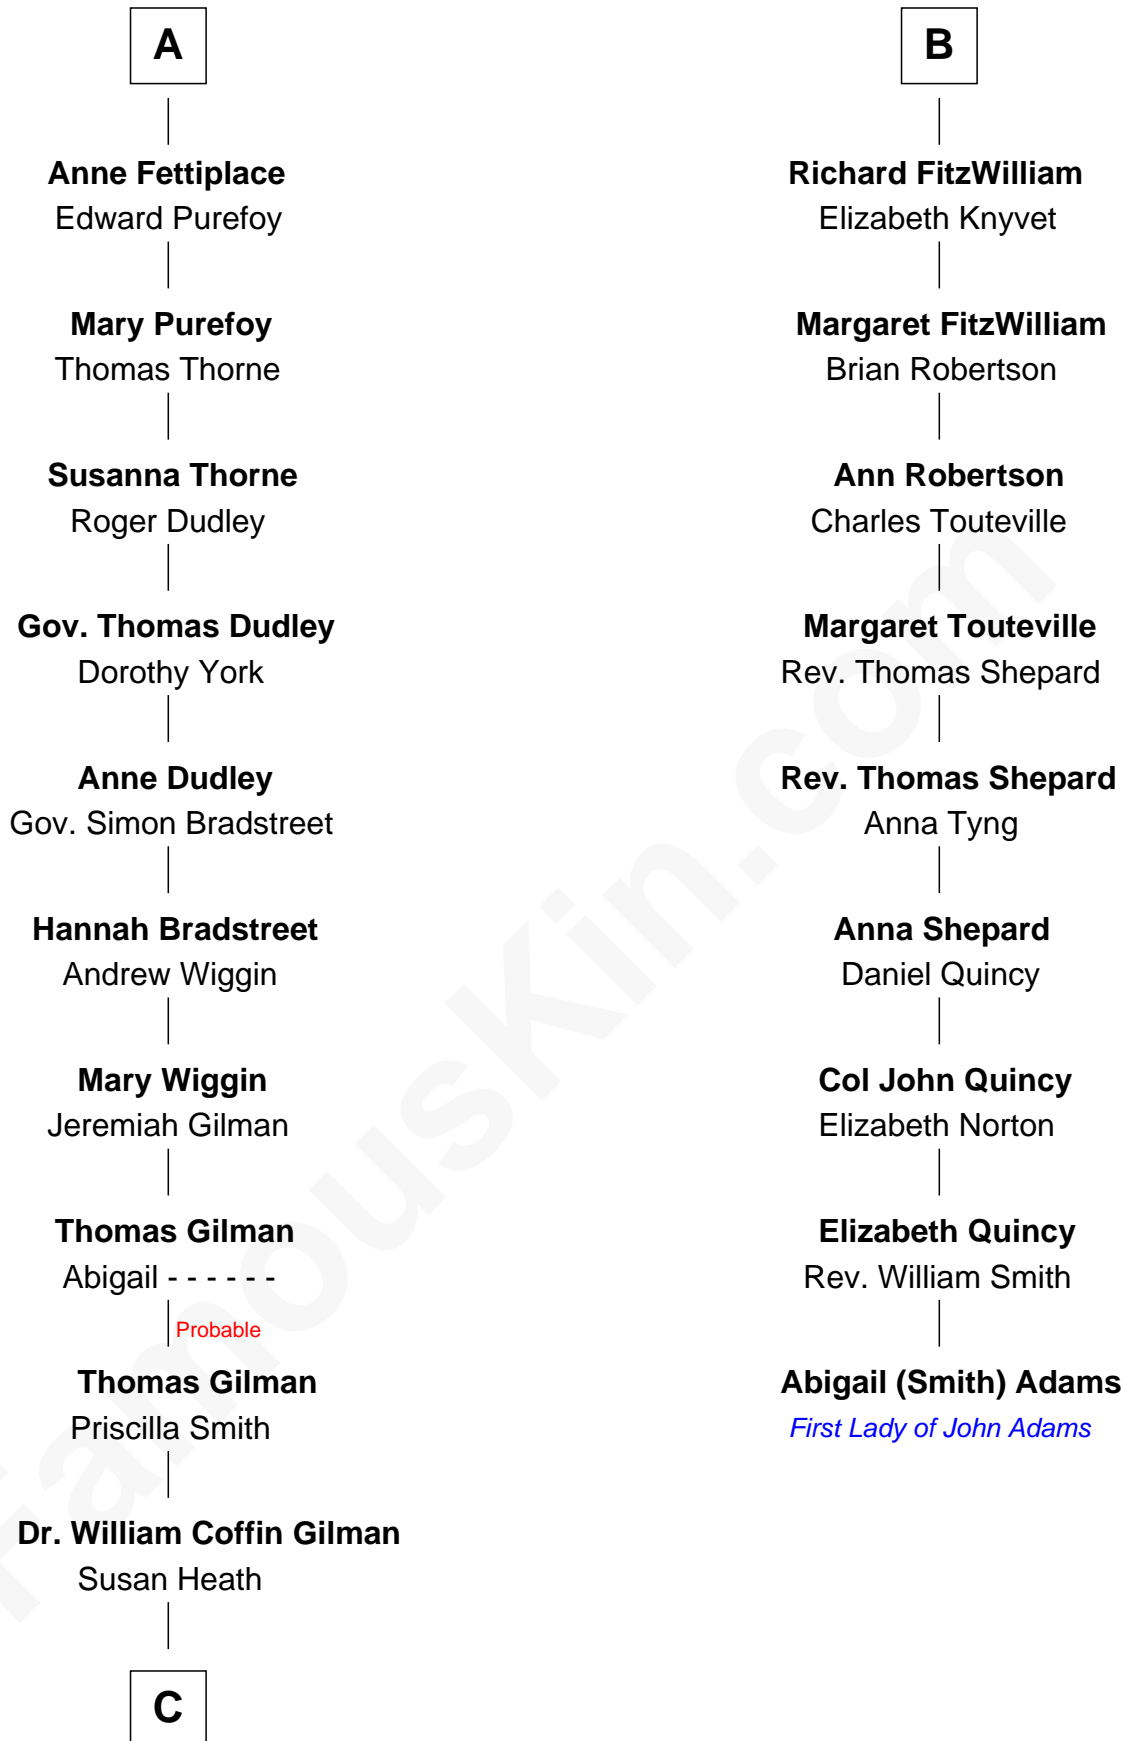 A
Anne Fettiplace
Edward Purefoy
Mary Purefoy
Thomas Thorne
Susanna Thorne
Roger Dudley
Gov. Thomas Dudley
Dorothy York
Anne Dudley
Gov. Simon Bradstreet
Hannah Bradstreet
Andrew Wiggin
Mary Wiggin
Jeremiah Gilman
Thomas Gilman
Abigail - - - - - -
Probable
Thomas Gilman
Priscilla Smith
Dr. William Coffin Gilman
Susan Heath
C
B
Richard FitzWilliam
Elizabeth Knyvet
Margaret FitzWilliam
Brian Robertson
Ann Robertson
Charles Touteville
Margaret Touteville
Rev. Thomas Shepard
Rev. Thomas Shepard
Anna Tyng
Anna Shepard
Daniel Quincy
Col John Quincy
Elizabeth Norton
Elizabeth Quincy
Rev. William Smith
Abigail (Smith) Adams
First Lady of John Adams
FamousKin.com